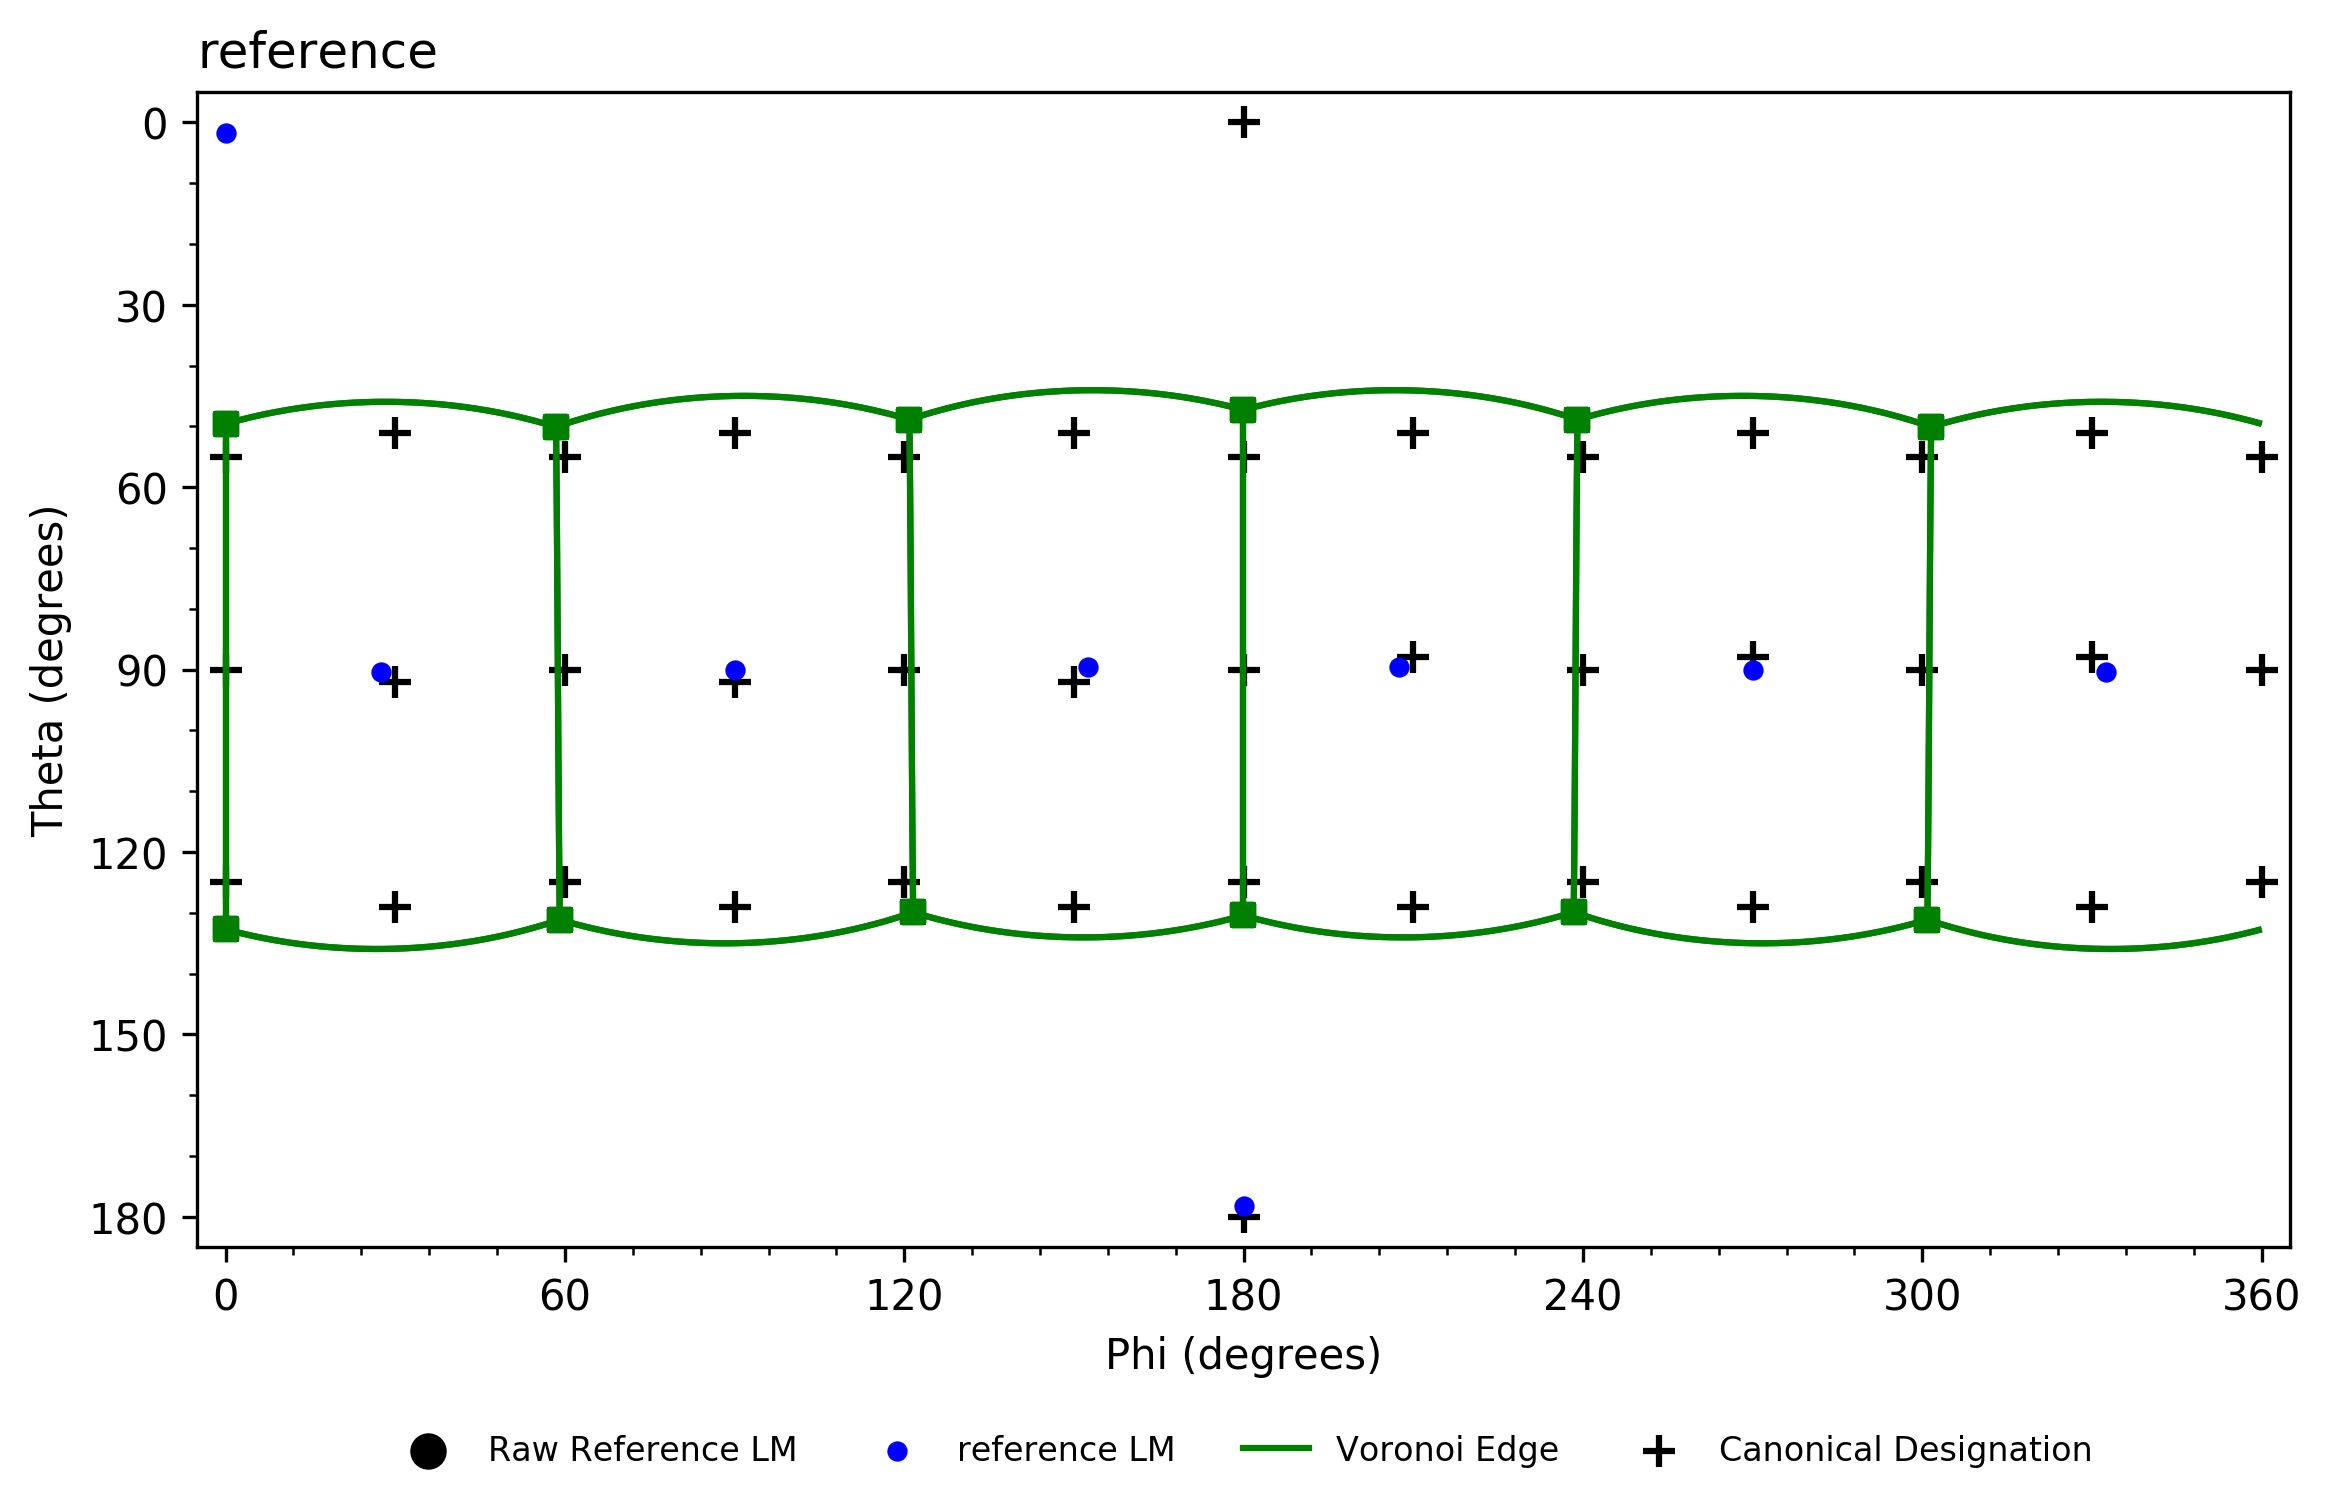 reference
0
30
60
90
120
150
180
Theta (degrees)
0 60 120 180 240 300 360
Phi (degrees)
Raw Reference LM reference LM Voronoi Edge Canonical Designation